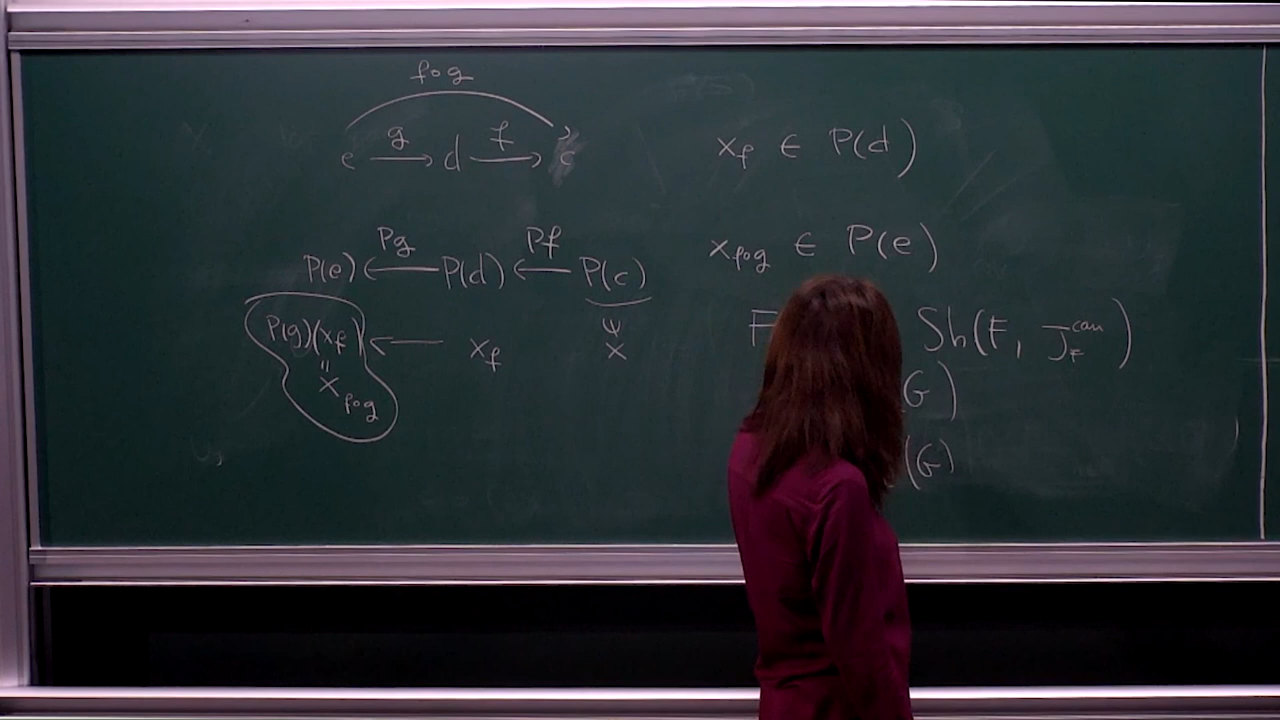 f∘g
e —g→ d —f→ c
x_f ∈ P(d)
P(e) ←Pg— P(d) ←Pf— P(c)
x_{f∘g} ∈ P(e)
P(g)(x_f) ← x_f
Ψ
x
"
x_{f∘g}
F
Sh(F, J_F^{can})
G)
(G)